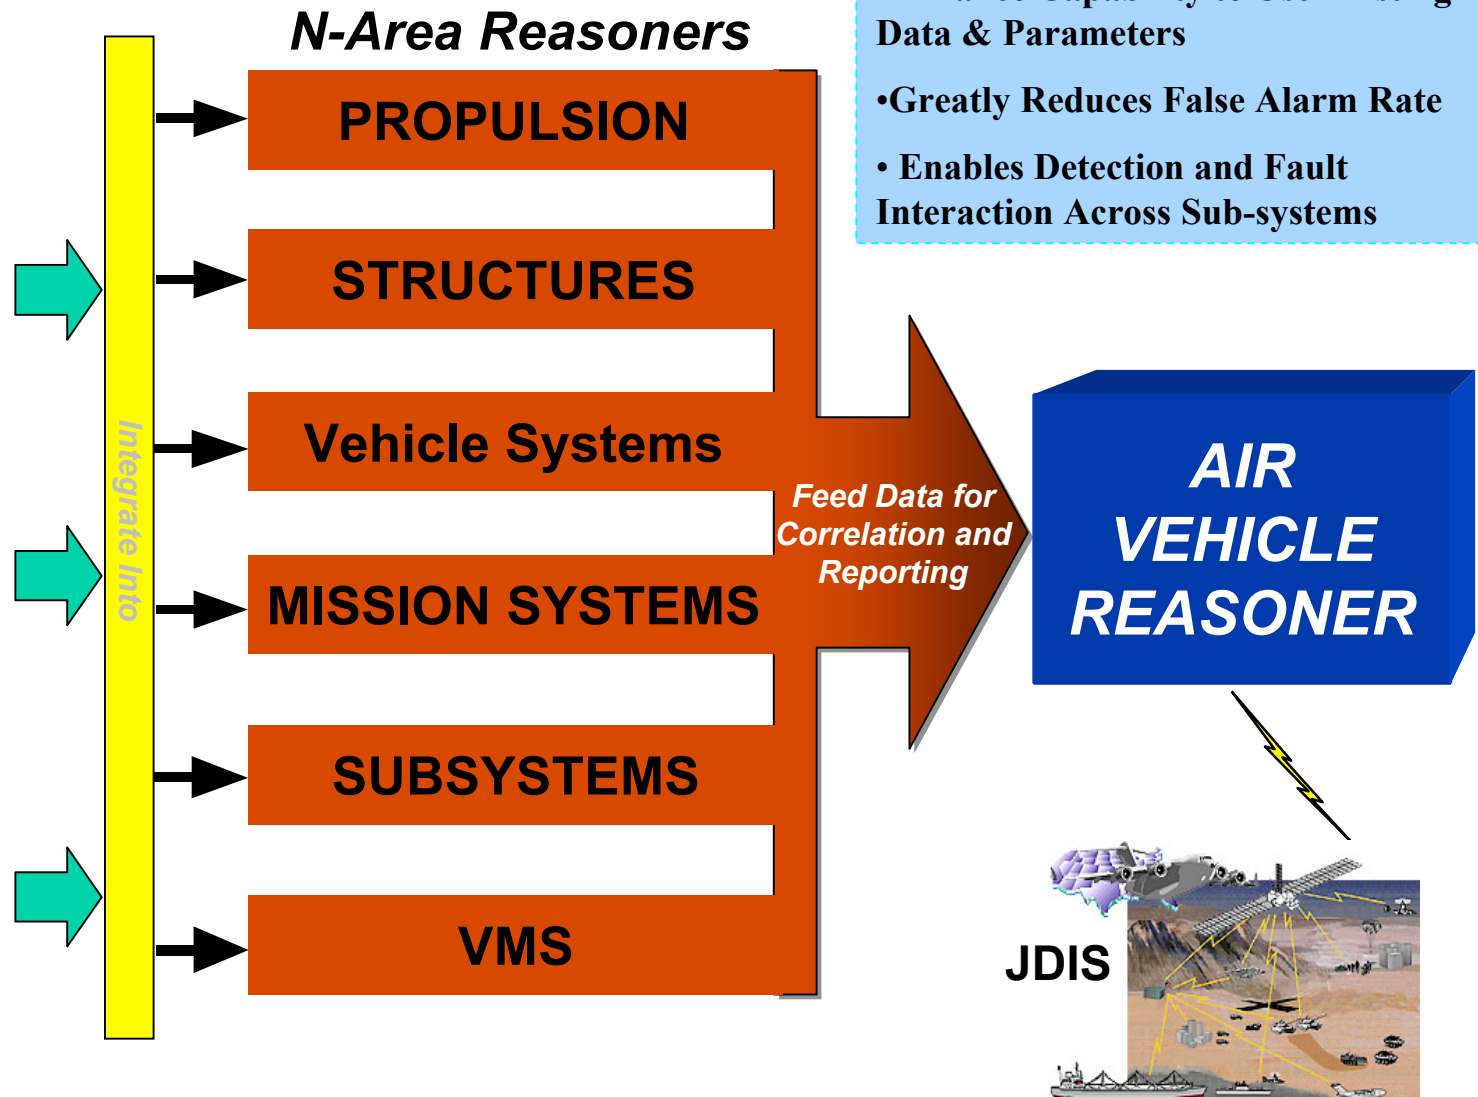 N-Area Reasoners
Data & Parameters
•Greatly Reduces False Alarm Rate
• Enables Detection and Fault
Interaction Across Sub-systems
PROPULSION
STRUCTURES
Vehicle Systems
MISSION SYSTEMS
SUBSYSTEMS
VMS
Integrate Into
Feed Data for
Correlation and
Reporting
AIR
VEHICLE
REASONER
JDIS